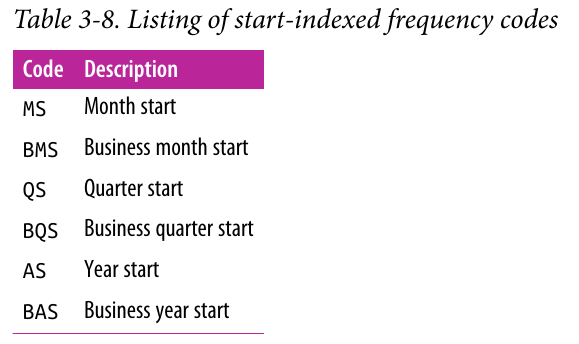 Table 3-8. Listing of start-indexed frequency codes
Code Description
MS Month start
BMS Business month start
QS Quarter start
BQS Business quarter start
AS Year start
BAS Business year start